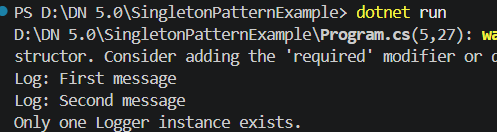 PS D:\DN 5.0\SingletonPatternExample> dotnet run
D:\DN 5.0\SingletonPatternExample\Program.cs(5,27): wa
structor. Consider adding the 'required' modifier or d
Log: First message
Log: Second message
Only one Logger instance exists.